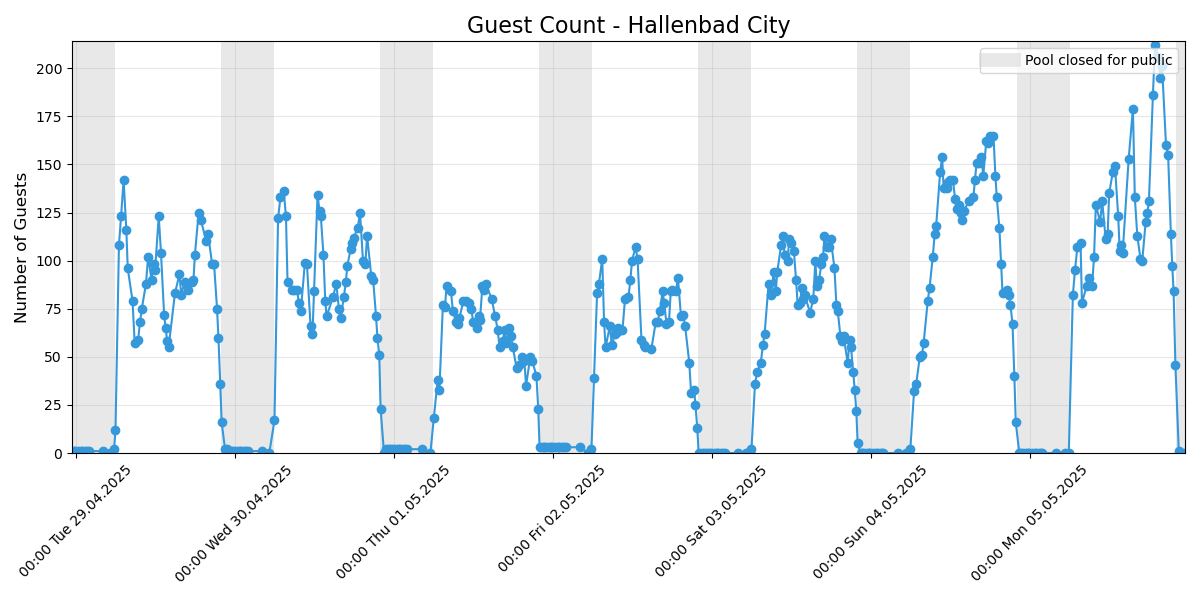 Guest Count - Hallenbad City
Pool closed for public
Number of Guests
200
175
150
125
100
75
50
25
0
00:00 Tue 29.04.2025
00:00 Wed 30.04.2025
00:00 Thu 01.05.2025
00:00 Fri 02.05.2025
00:00 Sat 03.05.2025
00:00 Sun 04.05.2025
00:00 Mon 05.05.2025